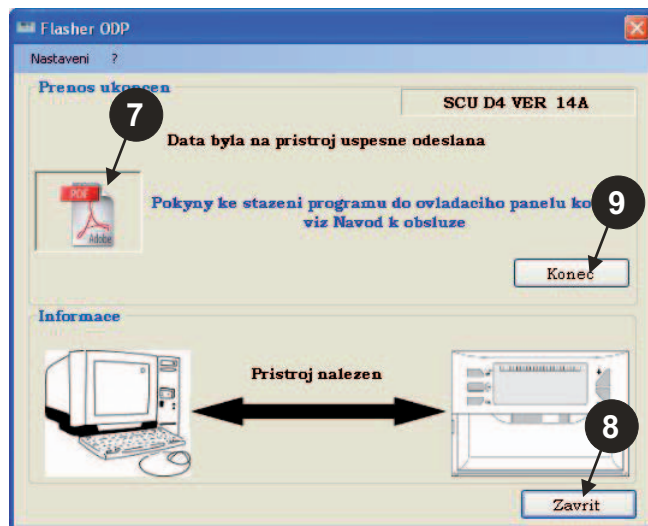 Flasher ODP
Nastaveni ?
Prenos ukoncen
SCU D4 VER 14A
7
Data byla na pristroj uspesne odeslana
PDF
Adobe
Pokyny ke stazeni programu do ovladaciho panelu
viz Navod k obsluze
9
Konec
Informace
Pristroj nalezen
8
Zavrit